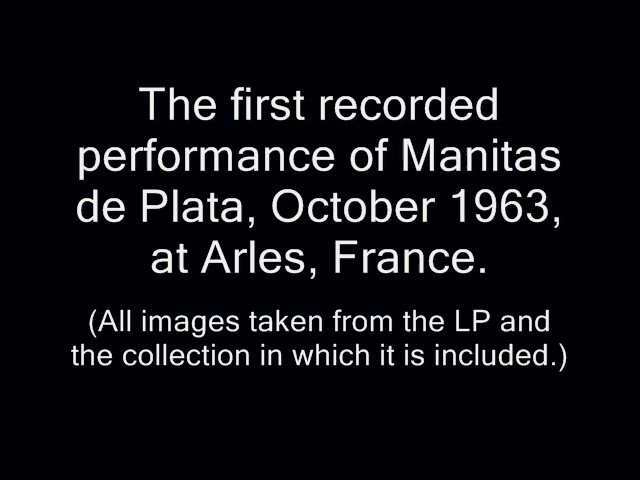 The first recorded
performance of Manitas
de Plata, October 1963,
at Arles, France.
(All images taken from the LP and
the collection in which it is included.)